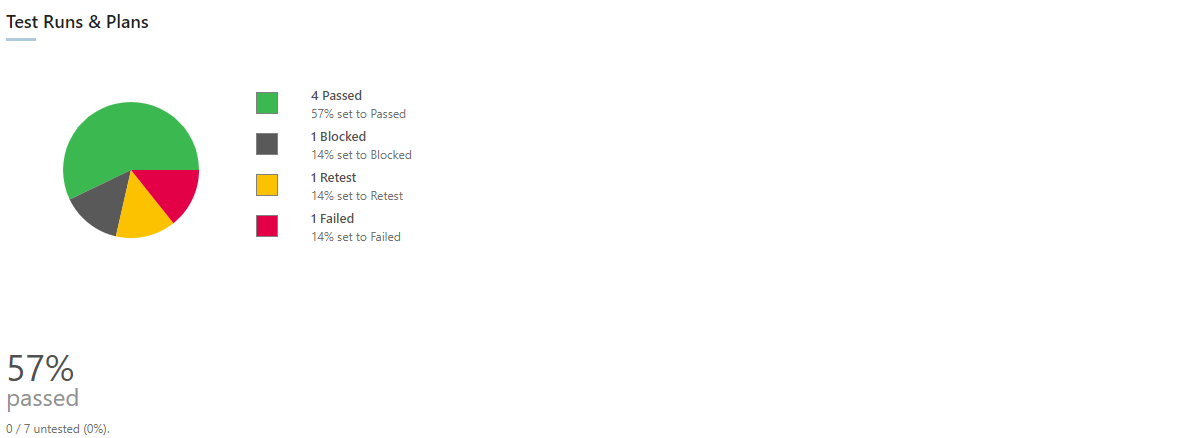 Test Runs & Plans
4 Passed
57% set to Passed
1 Blocked
14% set to Blocked
1 Retest
14% set to Retest
1 Failed
14% set to Failed
57%
passed
0 / 7 untested (0%).